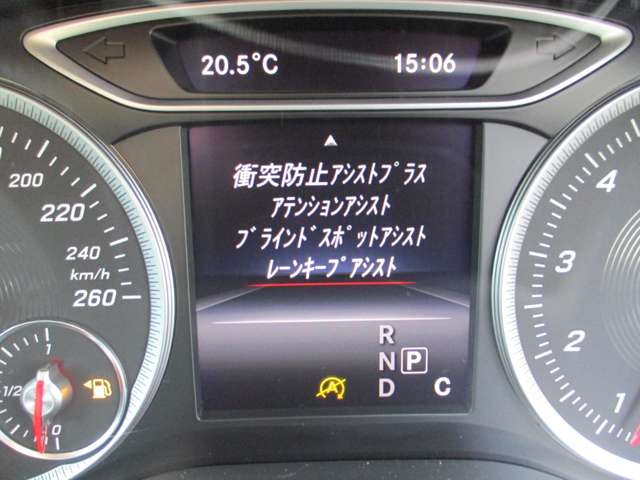 20.5°C 15:06
衝突防止ｱｼｽﾄﾌﾟﾗｽ
ｱﾃﾝｼｮﾝｱｼｽﾄ
ﾌﾞﾗｲﾝﾄﾞｽﾎﾟｯﾄｱｼｽﾄ
ﾚｰﾝｷｰﾌﾟｱｼｽﾄ
200
220
240
km/h
260
1
1/2
0
R
N P
D C
A
4
3
2
1